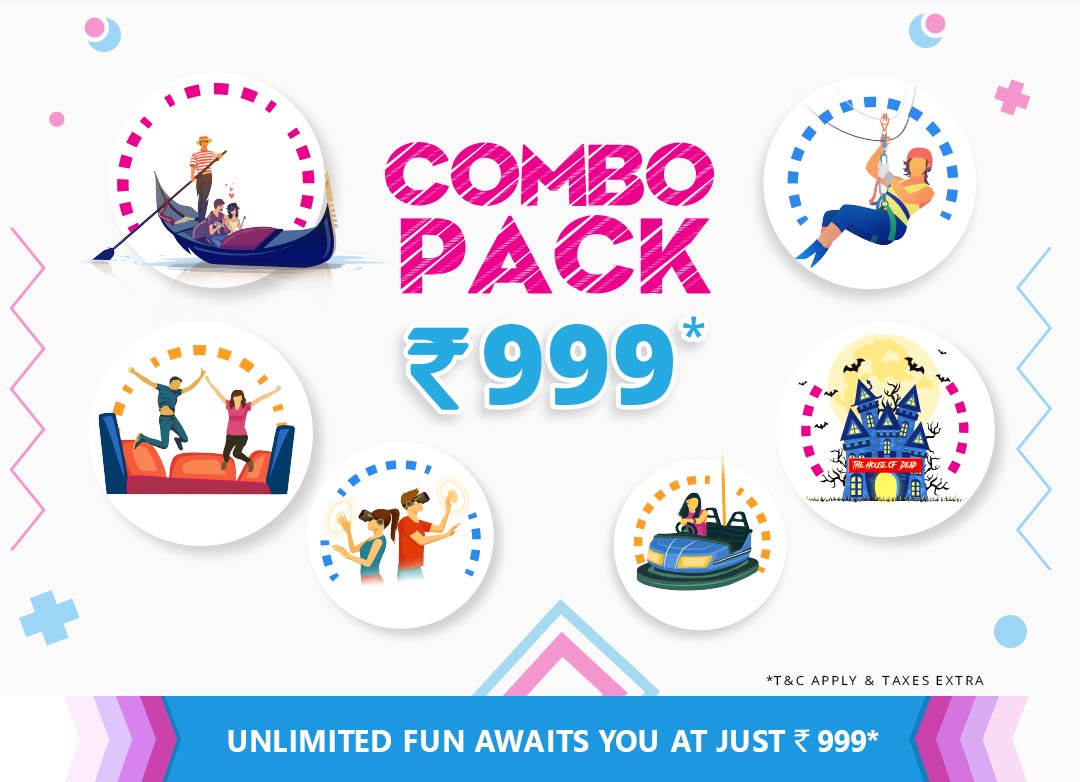 COMBO
PACK
₹999*
THE HOUSE OF DEAD
*T&C APPLY & TAXES EXTRA
UNLIMITED FUN AWAITS YOU AT JUST ₹ 999*